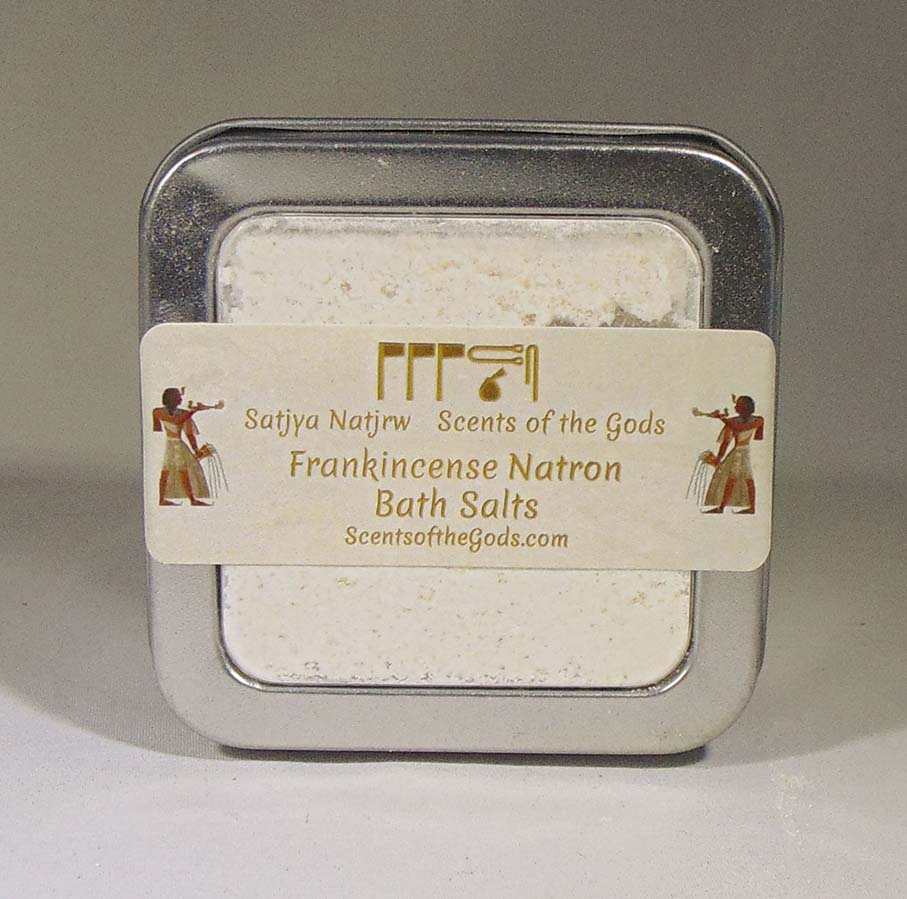 Satjya Natjrw Scents of the Gods
Frankincense Natron
Bath Salts
ScentsoftheGods.com